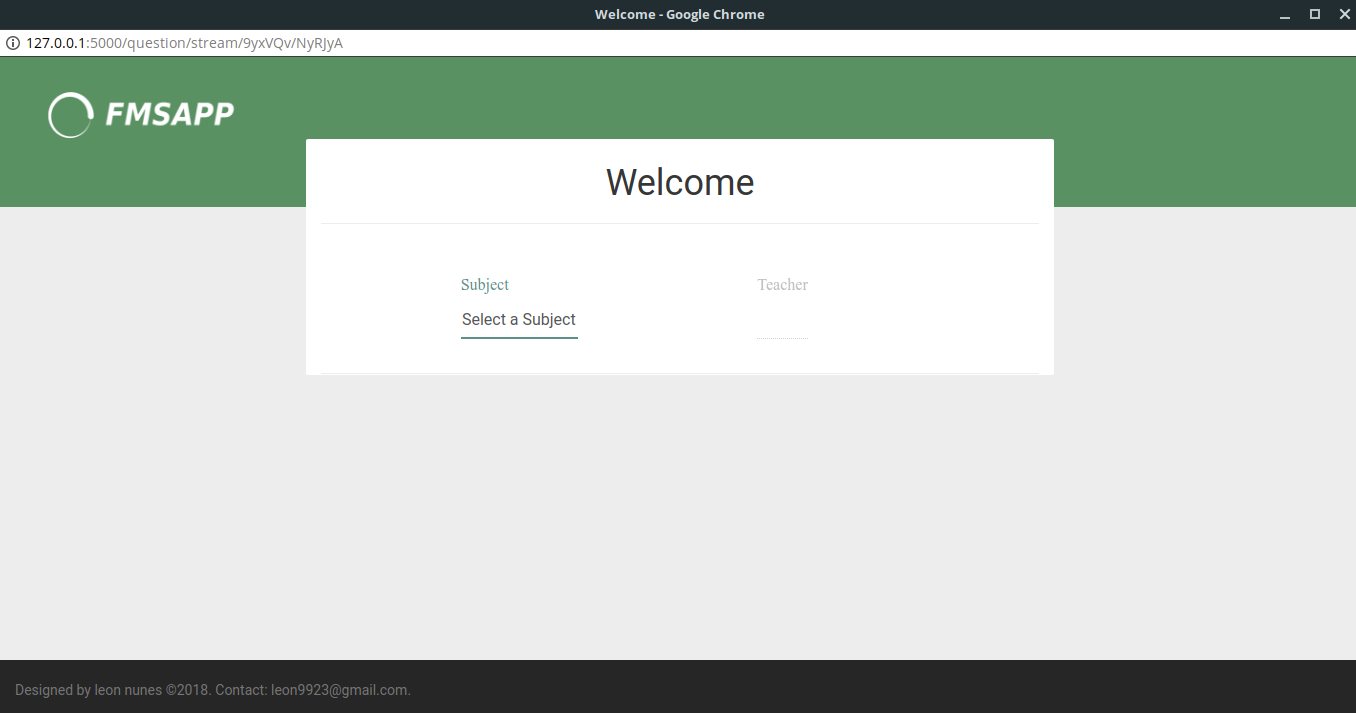 Welcome - Google Chrome
127.0.0.1:5000/question/stream/9yxVQv/NyRJyA
FMSAPP
Welcome
Subject Teacher
Select a Subject
Designed by leon nunes ©2018. Contact: leon9923@gmail.com.